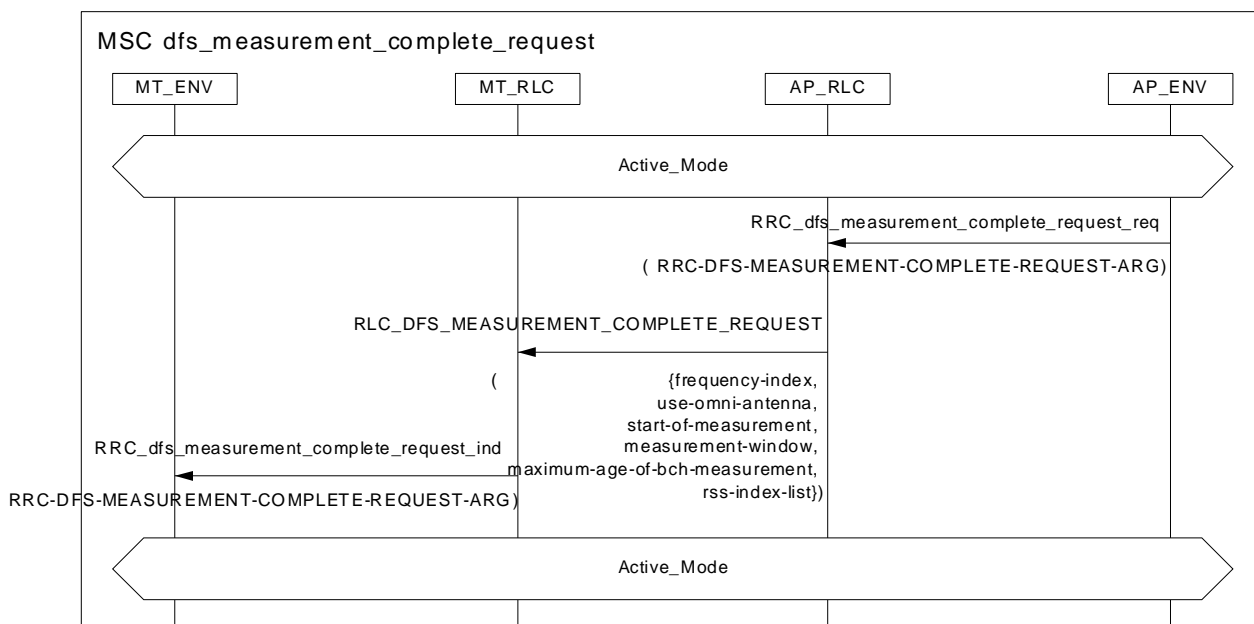 MSC dfs_measurement_complete_request
MT_ENV MT_RLC AP_RLC AP_ENV
Active_Mode
RRC_dfs_measurement_complete_request_req
( RRC-DFS-MEASUREMENT-COMPLETE-REQUEST-ARG)
RLC_DFS_MEASUREMENT_COMPLETE_REQUEST
( {frequency-index,
use-omni-antenna,
start-of-measurement,
measurement-window,
maximum-age-of-bch-measurement,
rss-index-list})
RRC_dfs_measurement_complete_request_ind
RRC-DFS-MEASUREMENT-COMPLETE-REQUEST-ARG)
Active_Mode